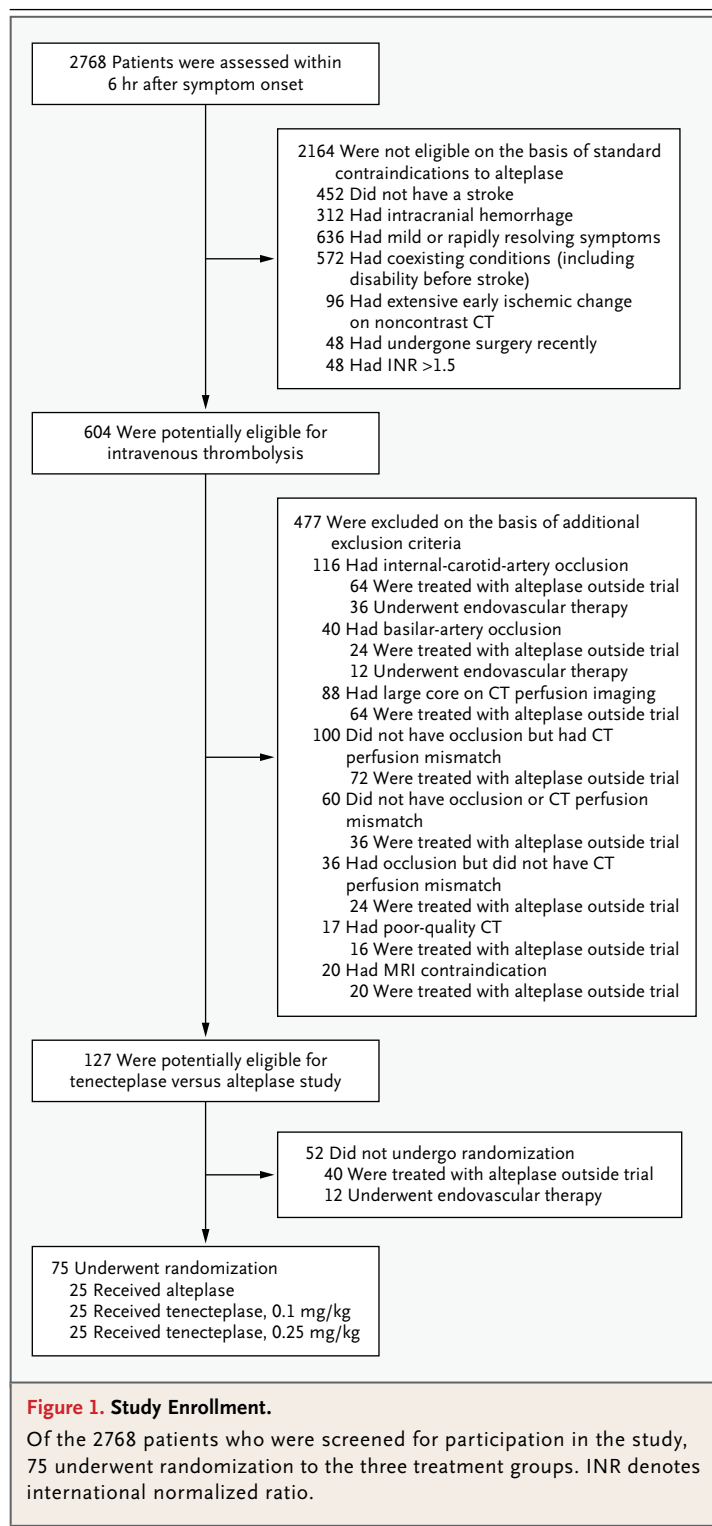 2768 Patients were assessed within
6 hr after symptom onset
2164 Were not eligible on the basis of standard
contraindications to alteplase
452 Did not have a stroke
312 Had intracranial hemorrhage
636 Had mild or rapidly resolving symptoms
572 Had coexisting conditions (including
disability before stroke)
96 Had extensive early ischemic change
on noncontrast CT
48 Had undergone surgery recently
48 Had INR >1.5
604 Were potentially eligible for
intravenous thrombolysis
477 Were excluded on the basis of additional
exclusion criteria
116 Had internal-carotid-artery occlusion
64 Were treated with alteplase outside trial
36 Underwent endovascular therapy
40 Had basilar-artery occlusion
24 Were treated with alteplase outside trial
12 Underwent endovascular therapy
88 Had large core on CT perfusion imaging
64 Were treated with alteplase outside trial
100 Did not have occlusion but had CT
perfusion mismatch
72 Were treated with alteplase outside trial
60 Did not have occlusion or CT perfusion
mismatch
36 Were treated with alteplase outside trial
36 Had occlusion but did not have CT
perfusion mismatch
24 Were treated with alteplase outside trial
17 Had poor-quality CT
16 Were treated with alteplase outside trial
20 Had MRI contraindication
20 Were treated with alteplase outside trial
127 Were potentially eligible for
tenecteplase versus alteplase study
52 Did not undergo randomization
40 Were treated with alteplase outside trial
12 Underwent endovascular therapy
75 Underwent randomization
25 Received alteplase
25 Received tenecteplase, 0.1 mg/kg
25 Received tenecteplase, 0.25 mg/kg
Figure 1. Study Enrollment.
Of the 2768 patients who were screened for participation in the study,
75 underwent randomization to the three treatment groups. INR denotes
international normalized ratio.